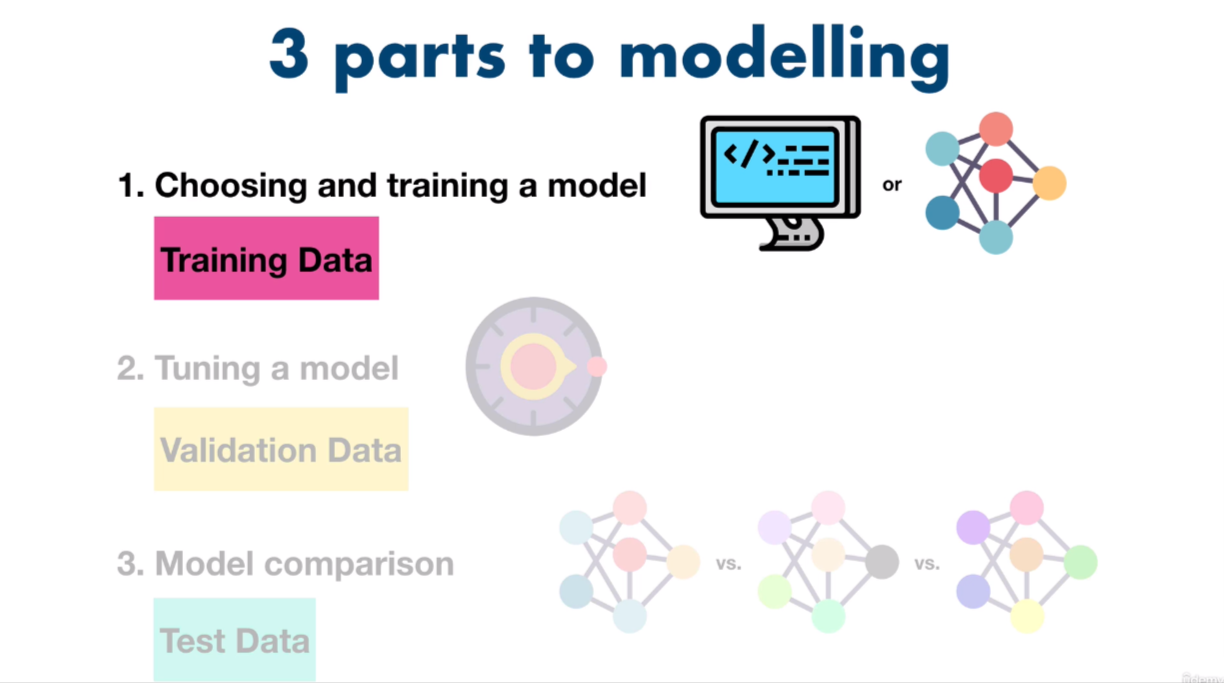 3 parts to modelling
1. Choosing and training a model
</> or
Training Data
2. Tuning a model
Validation Data
3. Model comparison
vs. vs.
Test Data
Udemy